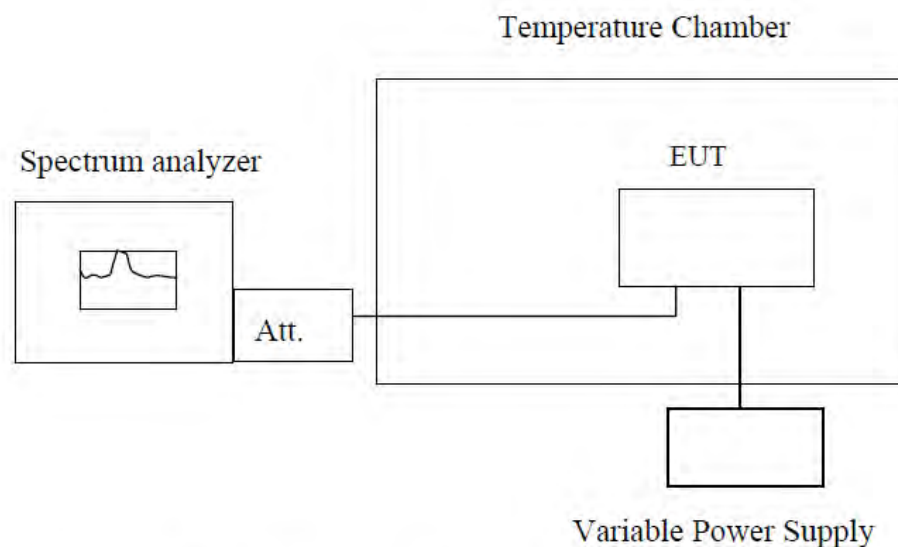 Temperature Chamber
Spectrum analyzer
EUT
Att.
Variable Power Supply